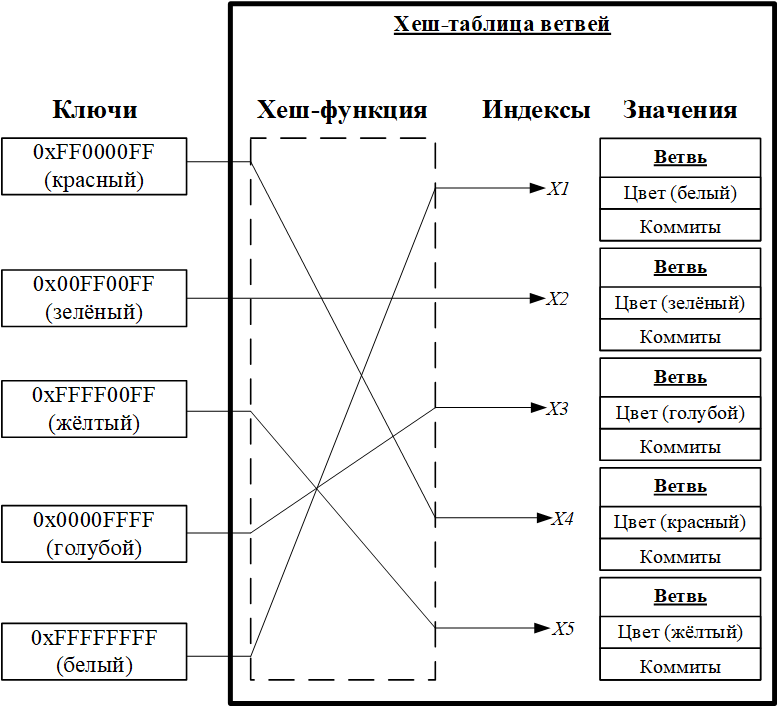 Хеш-таблица ветвей
Ключи
Хеш-функция
Индексы
Значения
0xFF0000FF
(красный)
0x00FF00FF
(зелёный)
0xFFFF00FF
(жёлтый)
0x0000FFFF
(голубой)
0xFFFFFFFF
(белый)
X1
X2
X3
X4
X5
Ветвь
Цвет (белый)
Коммиты
Ветвь
Цвет (зелёный)
Коммиты
Ветвь
Цвет (голубой)
Коммиты
Ветвь
Цвет (красный)
Коммиты
Ветвь
Цвет (жёлтый)
Коммиты